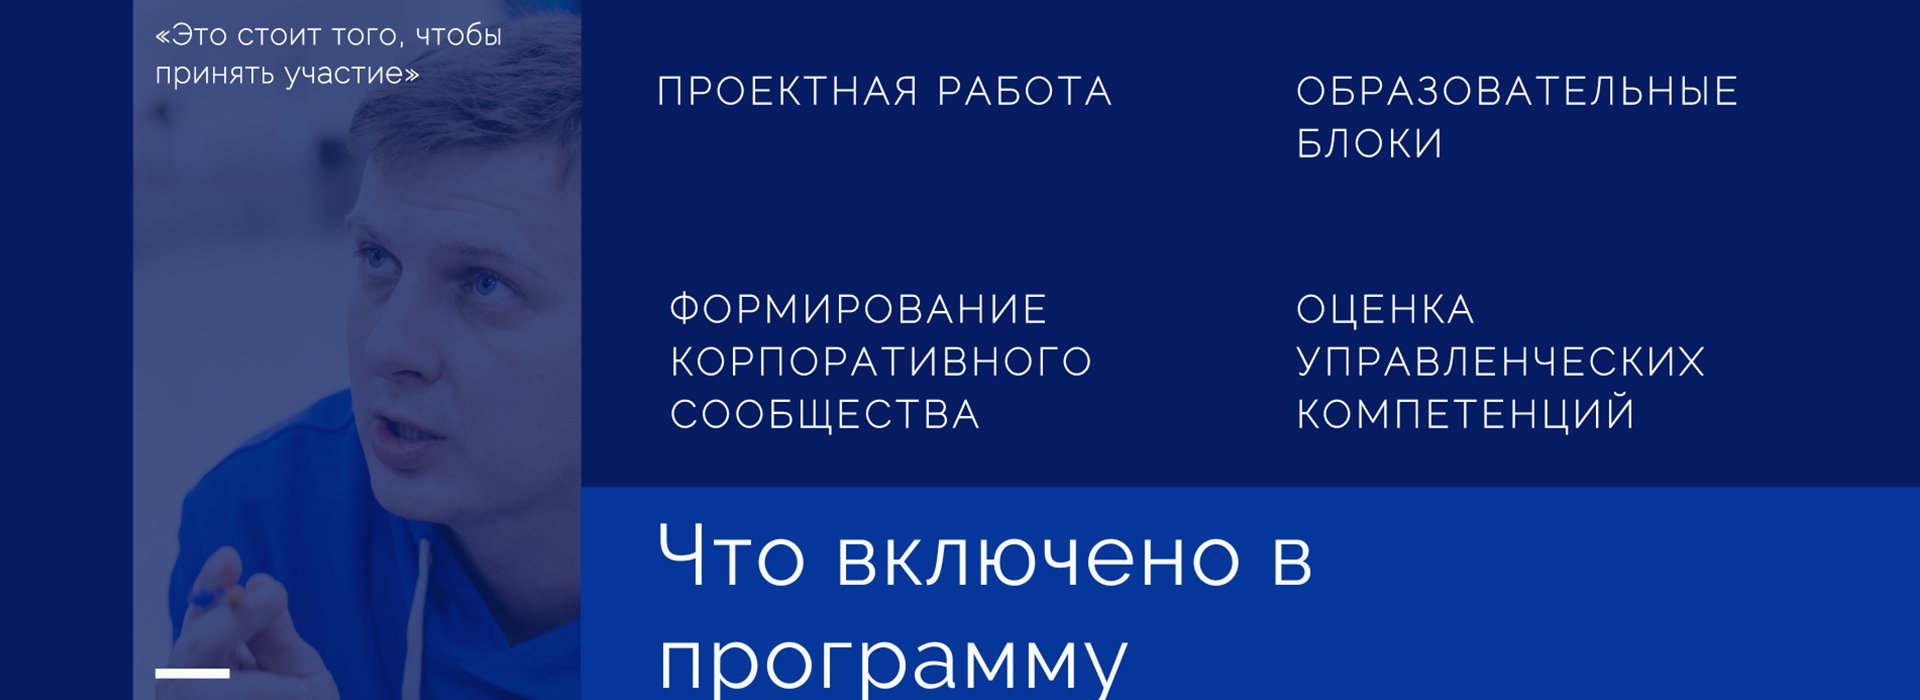 «Это стоит того, чтобы
принять участие»
ПРОЕКТНАЯ РАБОТА
ОБРАЗОВАТЕЛЬНЫЕ
БЛОКИ
ФОРМИРОВАНИЕ
КОРПОРАТИВНОГО
СООБЩЕСТВА
ОЦЕНКА
УПРАВЛЕНЧЕСКИХ
КОМПЕТЕНЦИЙ
Что включено в
программу